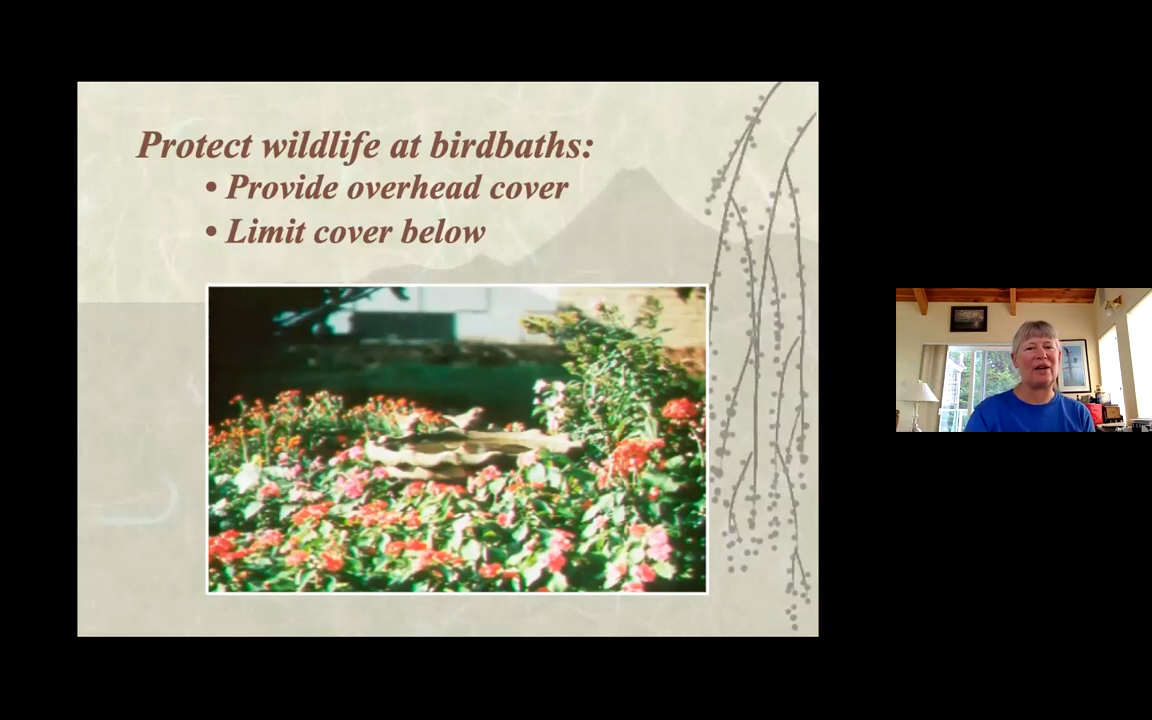 Protect wildlife at birdbaths:
• Provide overhead cover
• Limit cover below